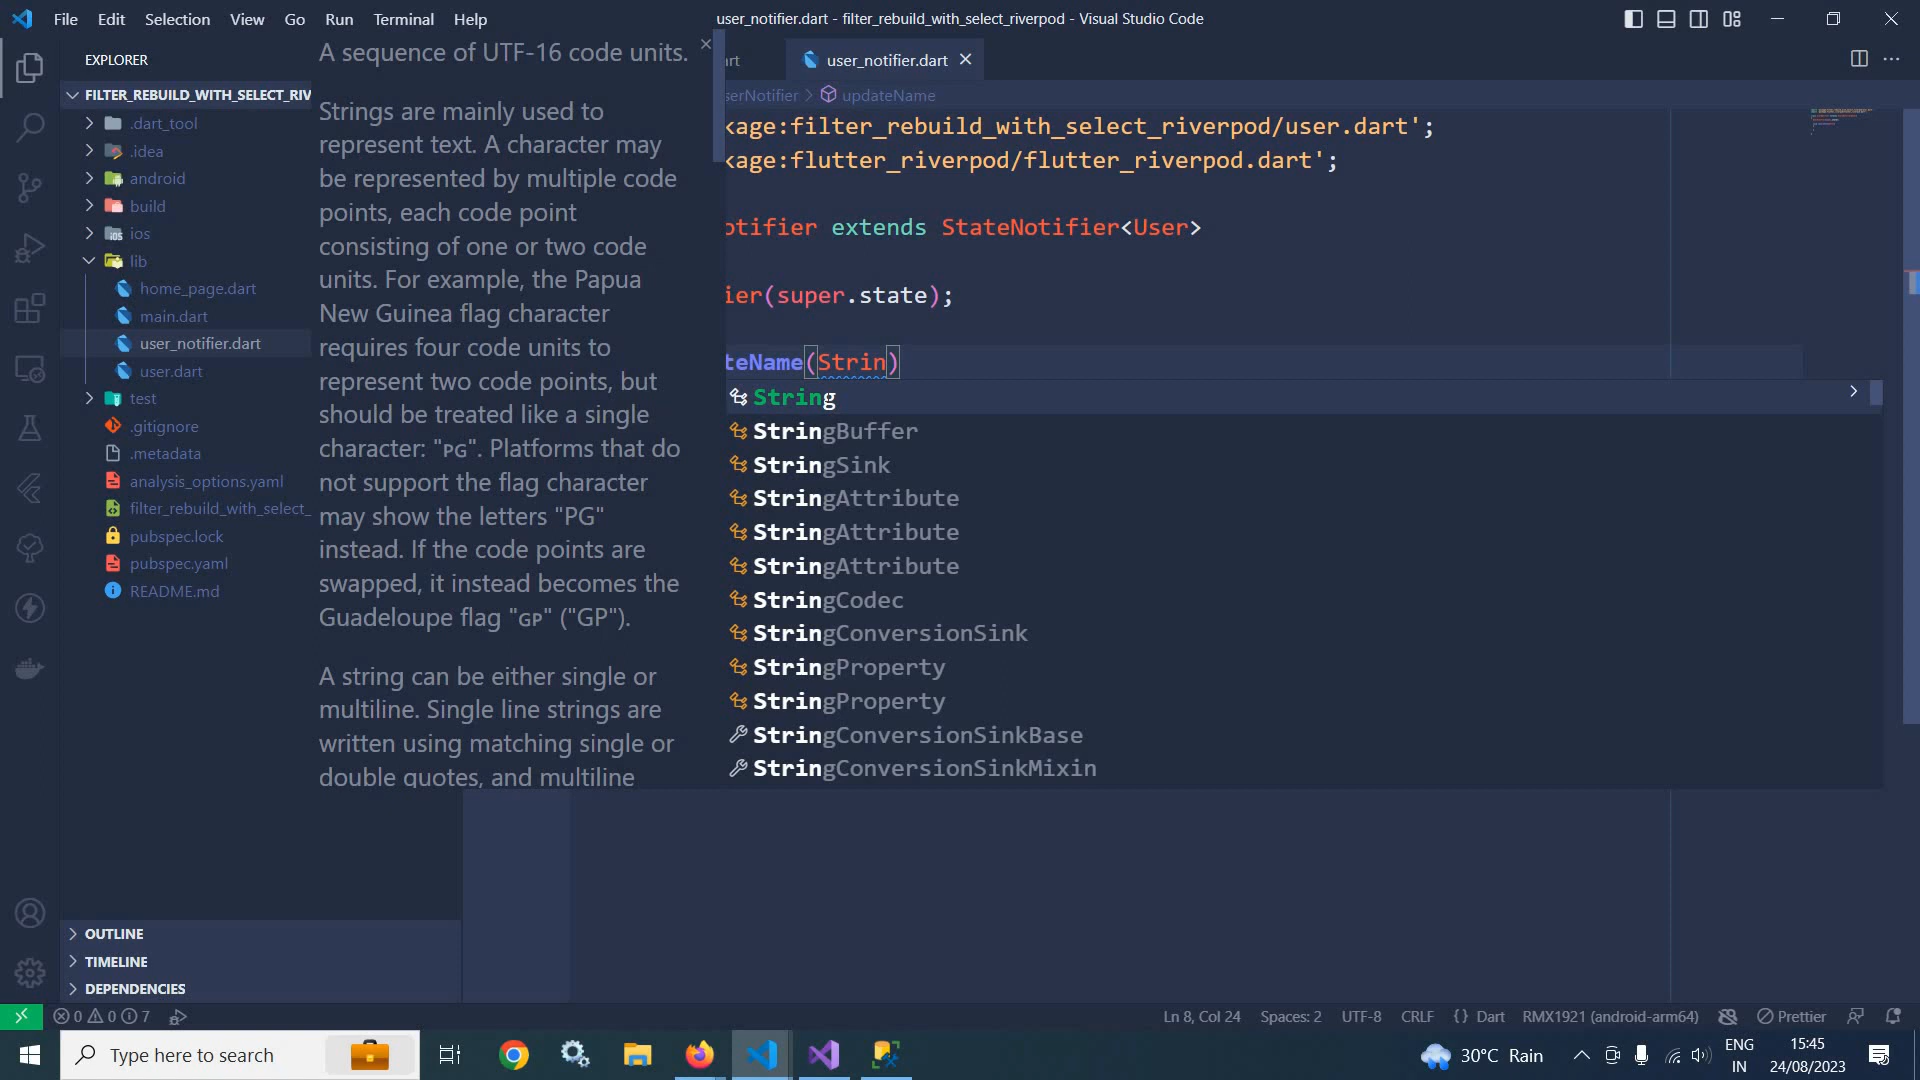 File Edit Selection View Go Run Terminal Help
user_notifier.dart - filter_rebuild_with_select_riverpod - Visual Studio Code
EXPLORER
FILTER_REBUILD_WITH_SELECT_RIV
.dart_tool
.idea
android
build
ios
lib
home_page.dart
main.dart
user_notifier.dart
user.dart
test
.gitignore
.metadata
analysis_options.yaml
filter_rebuild_with_select_
pubspec.lock
pubspec.yaml
README.md
OUTLINE
TIMELINE
DEPENDENCIES
A sequence of UTF-16 code units.
Strings are mainly used to
represent text. A character may
be represented by multiple code
points, each code point
consisting of one or two code
units. For example, the Papua
New Guinea flag character
requires four code units to
represent two code points, but
should be treated like a single
character: "PG". Platforms that do
not support the flag character
may show the letters "PG"
instead. If the code points are
swapped, it instead becomes the
Guadeloupe flag "GP" ("GP").
A string can be either single or
multiline. Single line strings are
written using matching single or
double quotes, and multiline
rt
user_notifier.dart
serNotifier > updateName
kage:filter_rebuild_with_select_riverpod/user.dart';
kage:flutter_riverpod/flutter_riverpod.dart';
otifier extends StateNotifier<User>
ier(super.state);
teName(Strin)
String
StringBuffer
StringSink
StringAttribute
StringAttribute
StringAttribute
StringCodec
StringConversionSink
StringProperty
StringProperty
StringConversionSinkBase
StringConversionSinkMixin
0 0 7
Ln 8, Col 24 Spaces: 2 UTF-8 CRLF {} Dart RMX1921 (android-arm64) Prettier
Type here to search
30°C Rain
ENG
IN
15:45
24/08/2023